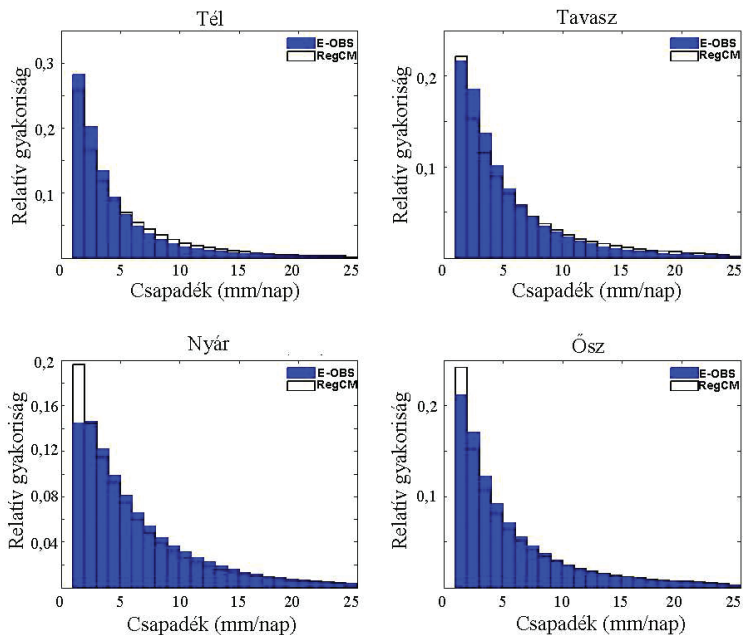 Tél
E-OBS
RegCM
Relatív gyakoriság
0,3
0,2
0,1
0 5 10 15 20 25
Csapadék (mm/nap)
Tavasz
E-OBS
RegCM
Relatív gyakoriság
0,2
0,1
0 5 10 15 20 25
Csapadék (mm/nap)
Nyár
E-OBS
RegCM
Relatív gyakoriság
0,2
0,16
0,12
0,08
0,04
0 5 10 15 20 25
Csapadék (mm/nap)
Ősz
E-OBS
RegCM
Relatív gyakoriság
0,2
0,1
0 5 10 15 20 25
Csapadék (mm/nap)